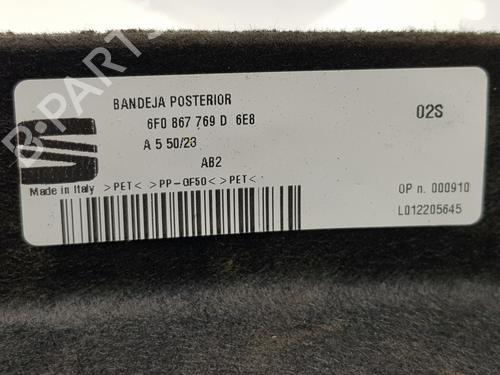 B-PARTS
BANDEJA POSTERIOR
6F0 867 769 D 6E8
02S
A 5 50/23
AB2
Made in Italy >PET< >PP-GF50< >PET<
OP n. 000910
L012205645